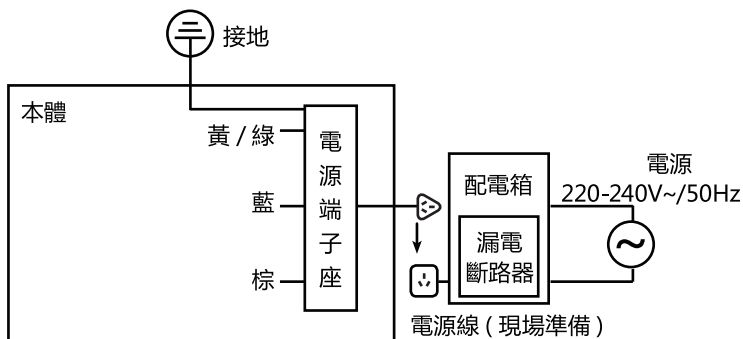 接地
本體
黃 / 綠
藍
棕
電源端子座
配電箱
漏電
斷路器
電源
220-240V~/50Hz
電源線 ( 現場準備 )